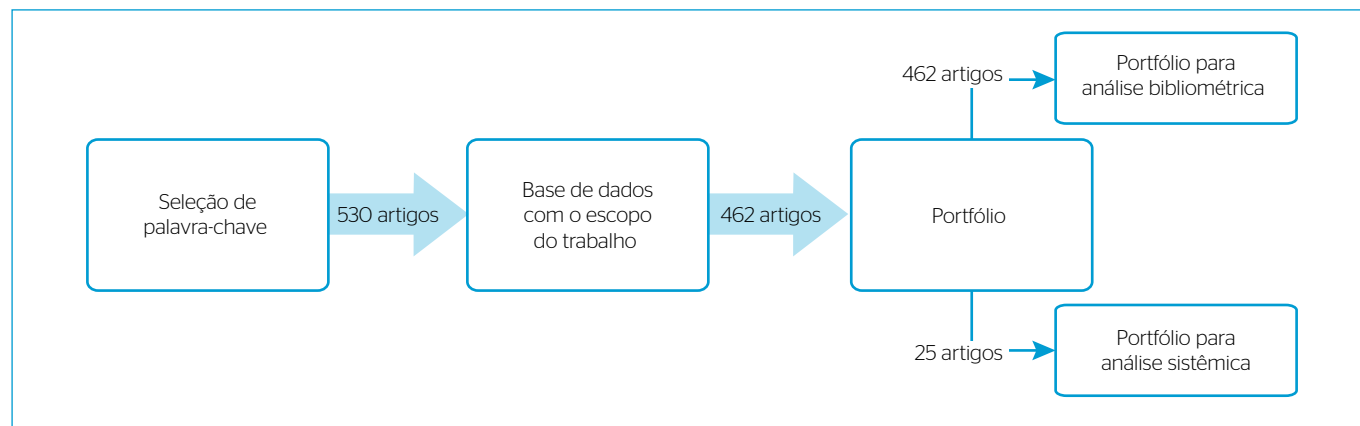 Seleção de
palavra-chave
530 artigos
Base de dados
com o escopo
do trabalho
462 artigos
Portfólio
462 artigos
Portfólio para
análise bibliométrica
25 artigos
Portfólio para
análise sistêmica